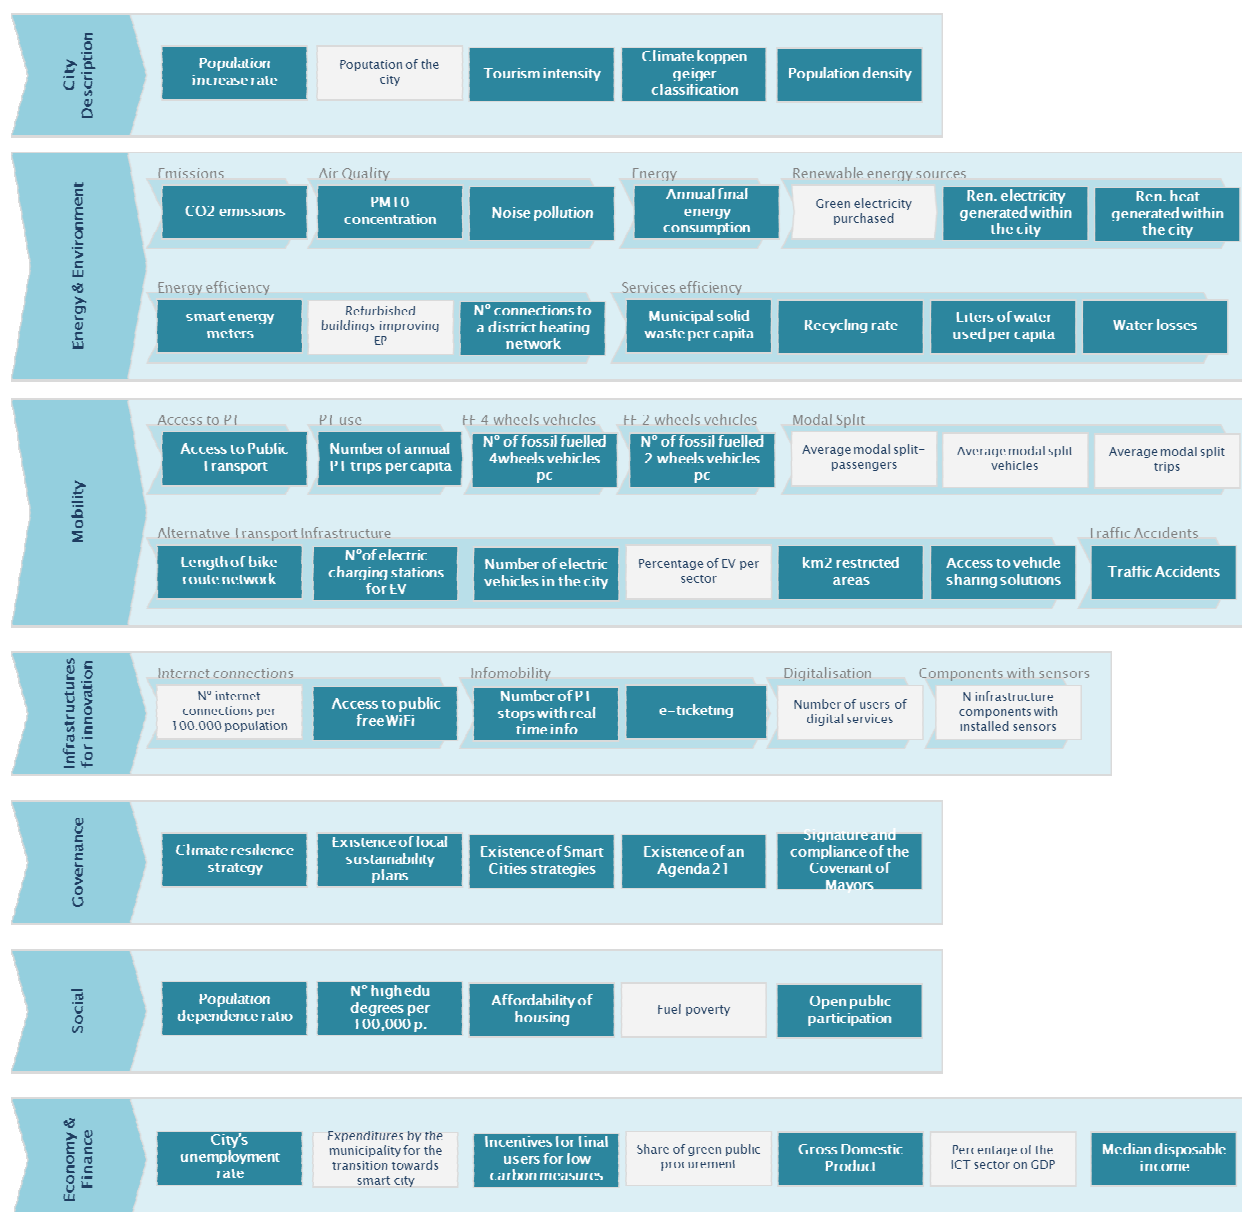 City
Description
Population
increase rate
Poputation of the
city
Tourism intensity
Climate koppen
geiger
classification
Population density
Energy & Environment
Emissions
CO2 emissions
Air Quality
PM10
concentration
Noise pollution
Energy
Annual final
energy
consumption
Renewable energy sources
Green electricity
purchased
Ren. electricity
generated within
the city
Ren. heat
generated within
the city
Energy efficiency
smart energy
meters
Refurbished
buildings improving
EP
Nº connections to
a district heating
network
Services efficiency
Municipal solid
waste per capita
Recycling rate
Liters of water
used per capita
Water losses
Mobility
Access to PT
Access to Public
Transport
PT use
Number of annual
PT trips per capita
FF 4 wheels vehicles
Nº of fossil fuelled
4wheels vehicles
pc
FF 2 wheels vehicles
Nº of fossil fuelled
2 wheels vehicles
pc
Modal Split
Average modal split-
passengers
Average modal split
vehicles
Average modal split
trips
Alternative Transport Infrastructure
Length of bike
route network
Nºof electric
charging stations
for EV
Number of electric
vehicles in the city
Percentage of EV per
sector
km2 restricted
areas
Access to vehicle
sharing solutions
Traffic Accidents
Traffic Accidents
Infrastructures
for innovation
Internet connections
Nº internet
connections per
100.000 population
Access to public
free WiFi
Infomobility
Number of PT
stops with real
time info
e-ticketing
Digitalisation
Number of users of
digital services
Components with sensors
N infrastructure
components with
installed sensors
Governance
Climate resilience
strategy
Existence of local
sustainability
plans
Existence of Smart
Cities strategies
Existence of an
Agenda 21
Signature and
compliance of the
Covenant of
Mayors
Social
Population
dependence ratio
Nº high edu
degrees per
100,000 p.
Affordability of
housing
Fuel poverty
Open public
participation
Economy &
Finance
City's
unemployment
rate
Expenditures by the
municipality for the
transition towards
smart city
Incentives for final
users for low
carbon measures
Share of green public
procurement
Gross Domestic
Product
Percentage of the
ICT sector on GDP
Median disposable
income